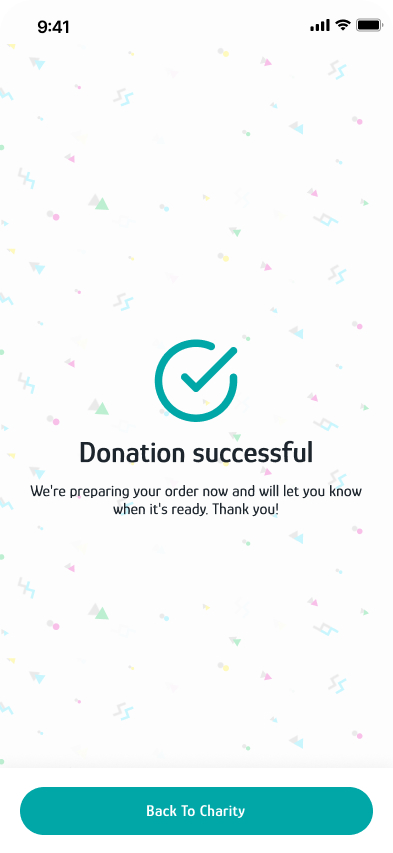 9:41
Donation successful
We're preparing your order now and will let you know
when it's ready. Thank you!
Back To Charity